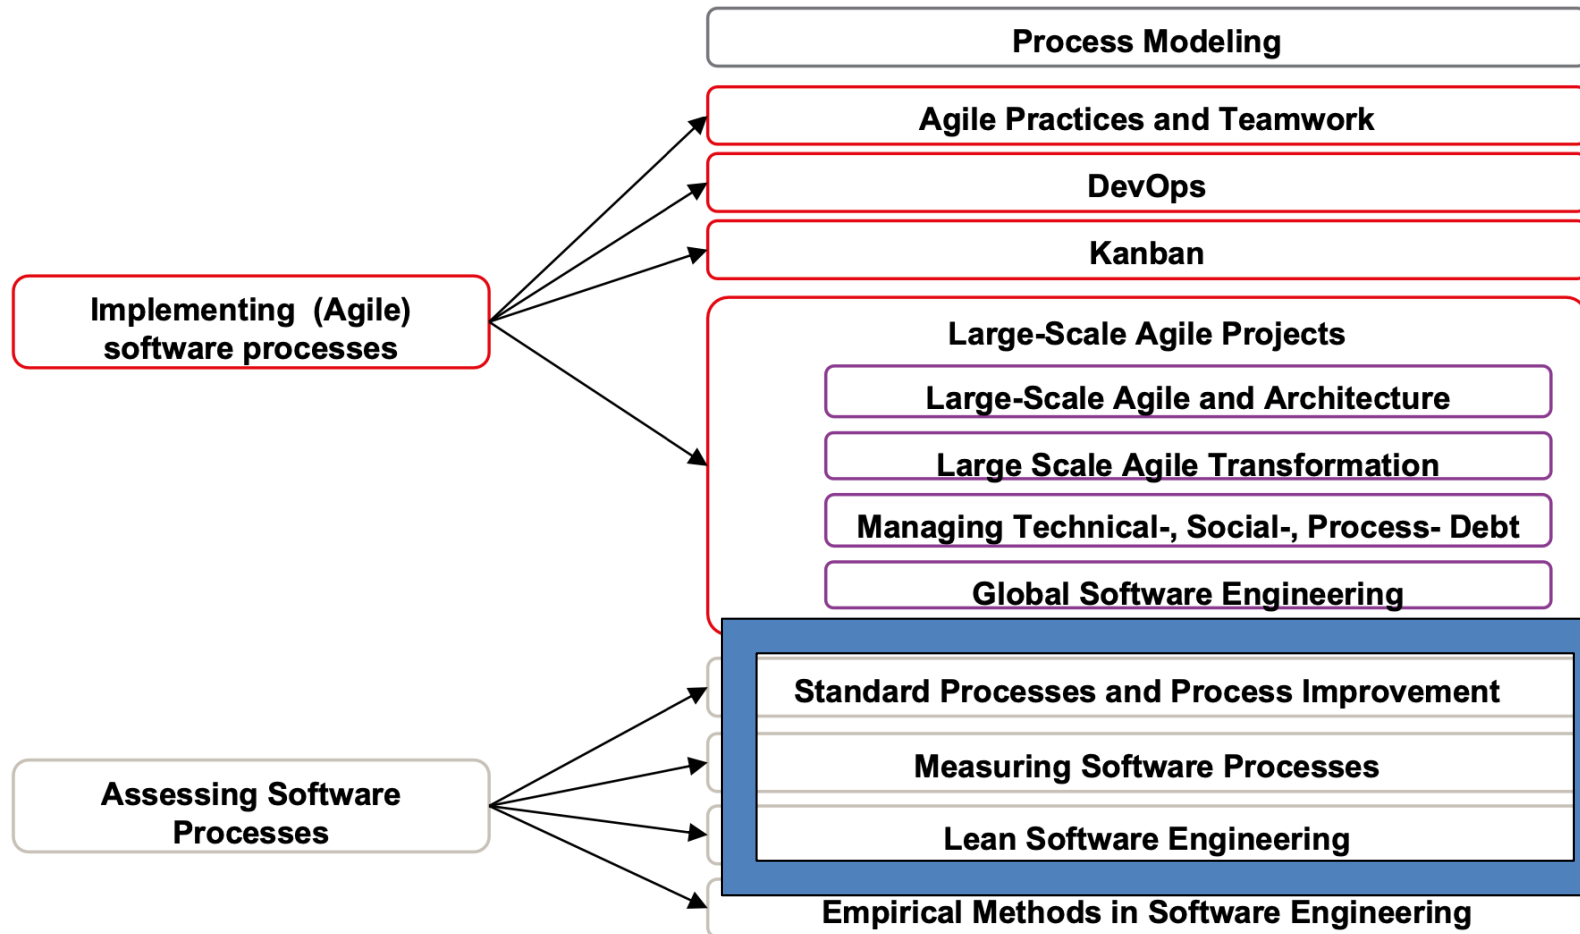 Process Modeling
Agile Practices and Teamwork
DevOps
Kanban
Implementing (Agile)
software processes
Large-Scale Agile Projects
Large-Scale Agile and Architecture
Large Scale Agile Transformation
Managing Technical-, Social-, Process- Debt
Global Software Engineering
Standard Processes and Process Improvement
Measuring Software Processes
Assessing Software
Processes
Lean Software Engineering
Empirical Methods in Software Engineering